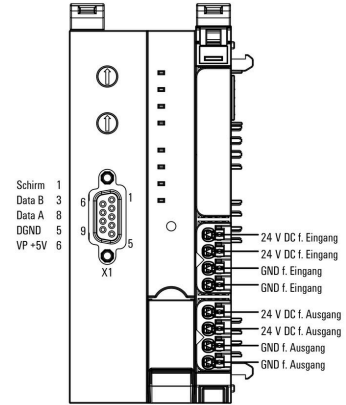 Schirm 1
Data B 3
Data A 8
DGND 5
VP +5V 6
6
1
9
5
X1
24 V DC f. Eingang
24 V DC f. Eingang
GND f. Eingang
GND f. Eingang
24 V DC f. Ausgang
24 V DC f. Ausgang
GND f. Ausgang
GND f. Ausgang